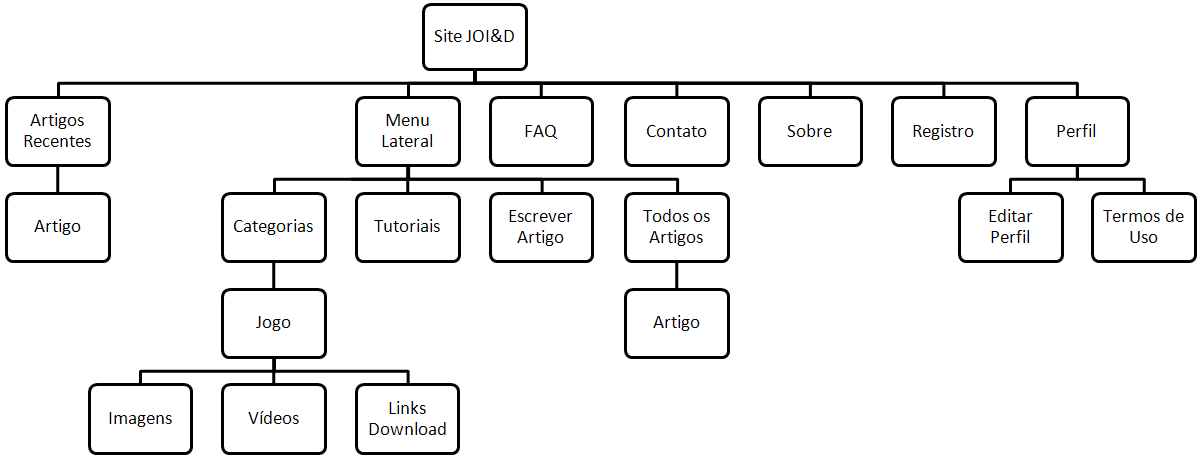 Site JOI&D
Artigos
Recentes
Menu
Lateral
FAQ
Contato
Sobre
Registro
Perfil
Artigo
Categorias
Tutoriais
Escrever
Artigo
Todos os
Artigos
Editar
Perfil
Termos de
Uso
Jogo
Artigo
Imagens
Vídeos
Links
Download